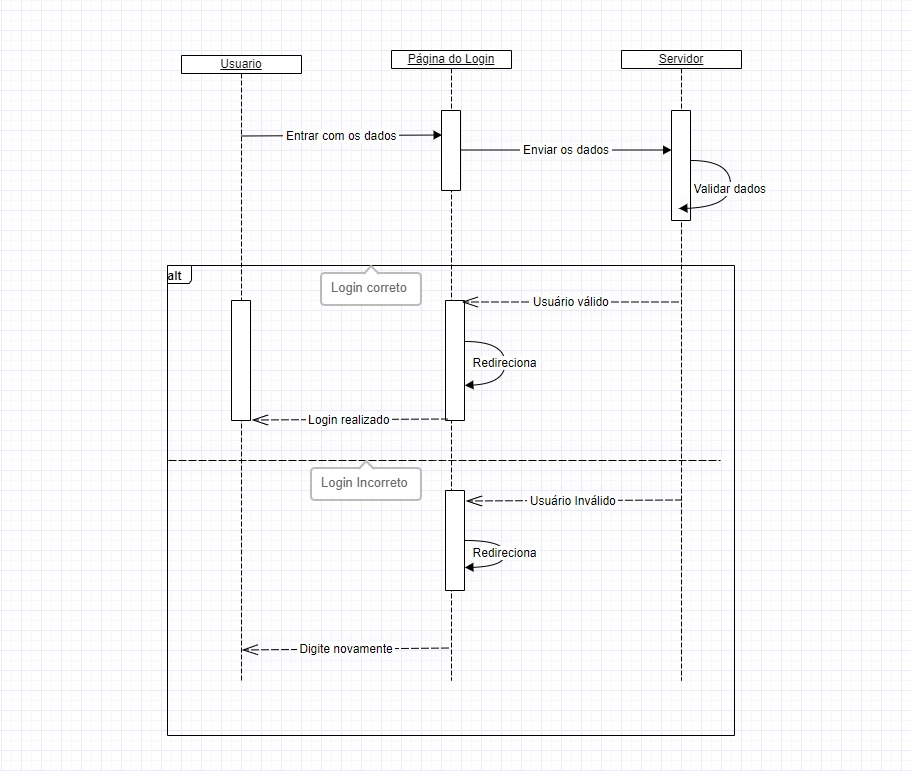 Usuario
Página do Login
Servidor
Entrar com os dados
Enviar os dados
Validar dados
alt
Login correto
Usuário válido
Redireciona
Login realizado
Login Incorreto
Usuário Inválido
Redireciona
Digite novamente